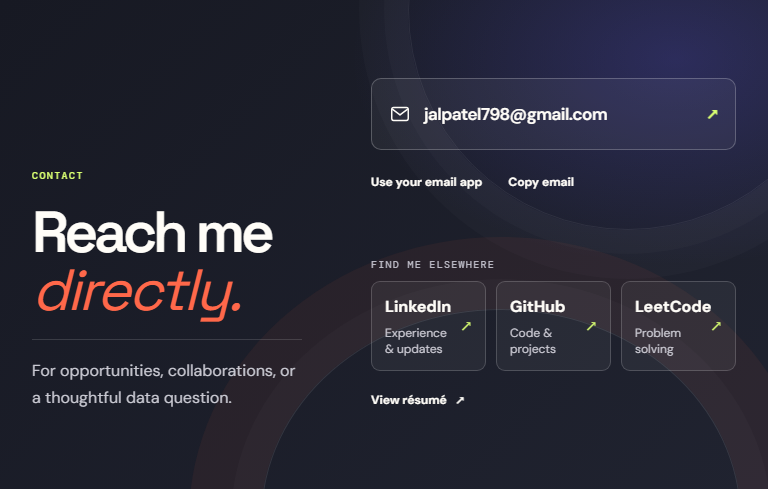 CONTACT
Reach me
directly.
For opportunities, collaborations, or
a thoughtful data question.
jalpatel798@gmail.com ↗
Use your email app
Copy email
FIND ME ELSEWHERE
LinkedIn
Experience
& updates ↗
GitHub
Code &
projects ↗
LeetCode
Problem
solving ↗
View résumé ↗